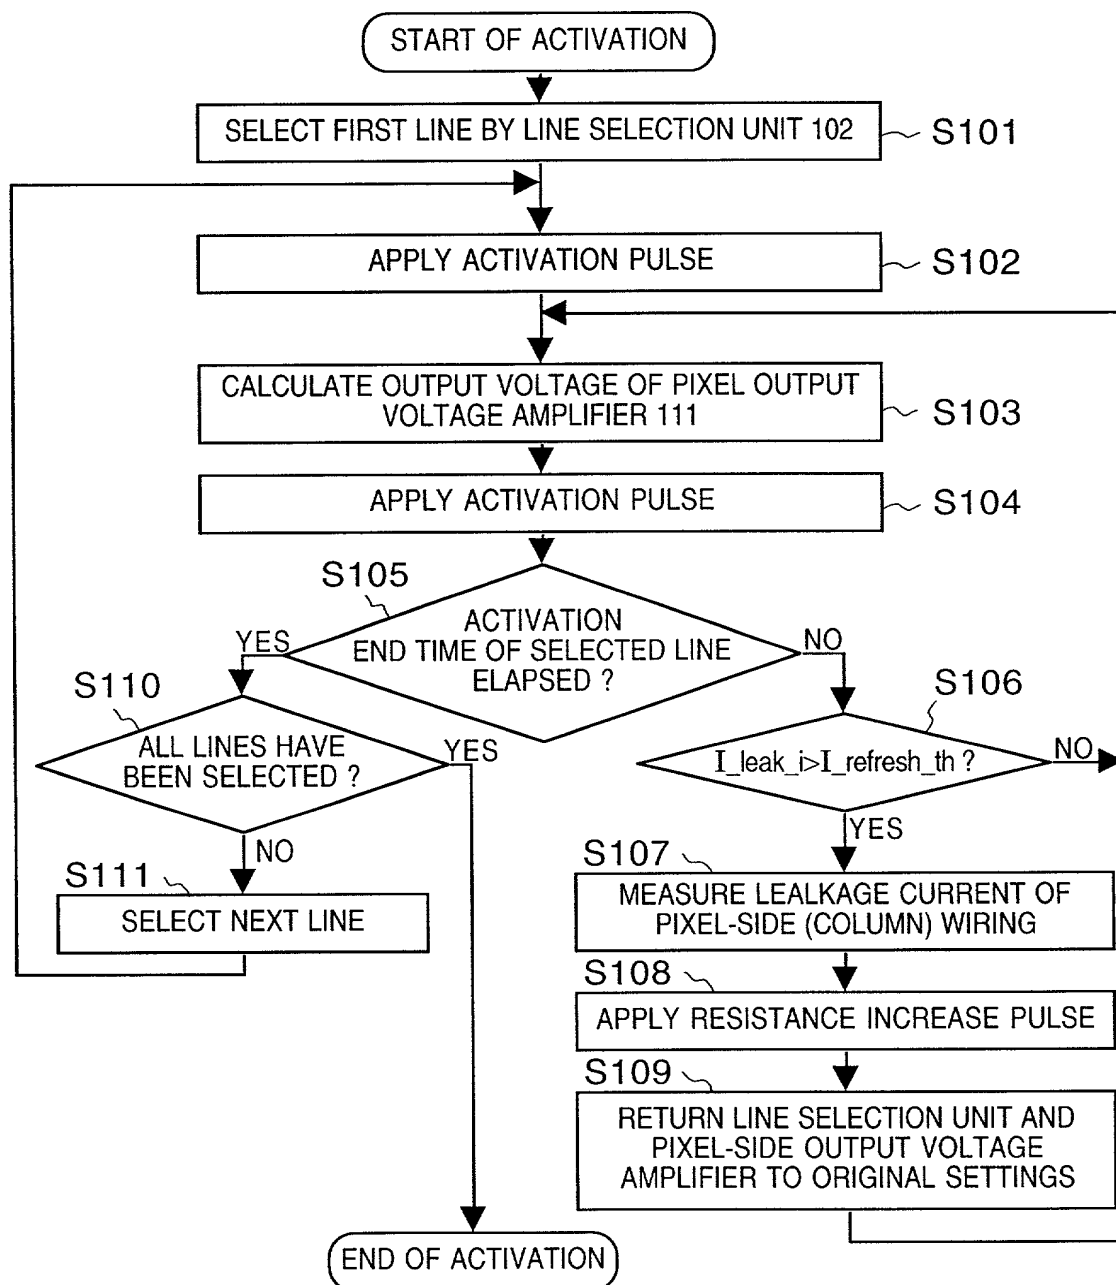 START OF ACTIVATION
SELECT FIRST LINE BY LINE SELECTION UNIT 102
S101
APPLY ACTIVATION PULSE
S102
CALCULATE OUTPUT VOLTAGE OF PIXEL OUTPUT
VOLTAGE AMPLIFIER 111
S103
APPLY ACTIVATION PULSE
S104
S105
ACTIVATION
END TIME OF SELECTED LINE
ELAPSED ?
YES
NO
S110
ALL LINES HAVE
BEEN SELECTED ?
YES
NO
S111
SELECT NEXT LINE
S106
I_leak_i>I_refresh_th ?
NO
YES
S107
MEASURE LEALKAGE CURRENT OF
PIXEL-SIDE (COLUMN) WIRING
S108
APPLY RESISTANCE INCREASE PULSE
S109
RETURN LINE SELECTION UNIT AND
PIXEL-SIDE OUTPUT VOLTAGE
AMPLIFIER TO ORIGINAL SETTINGS
END OF ACTIVATION